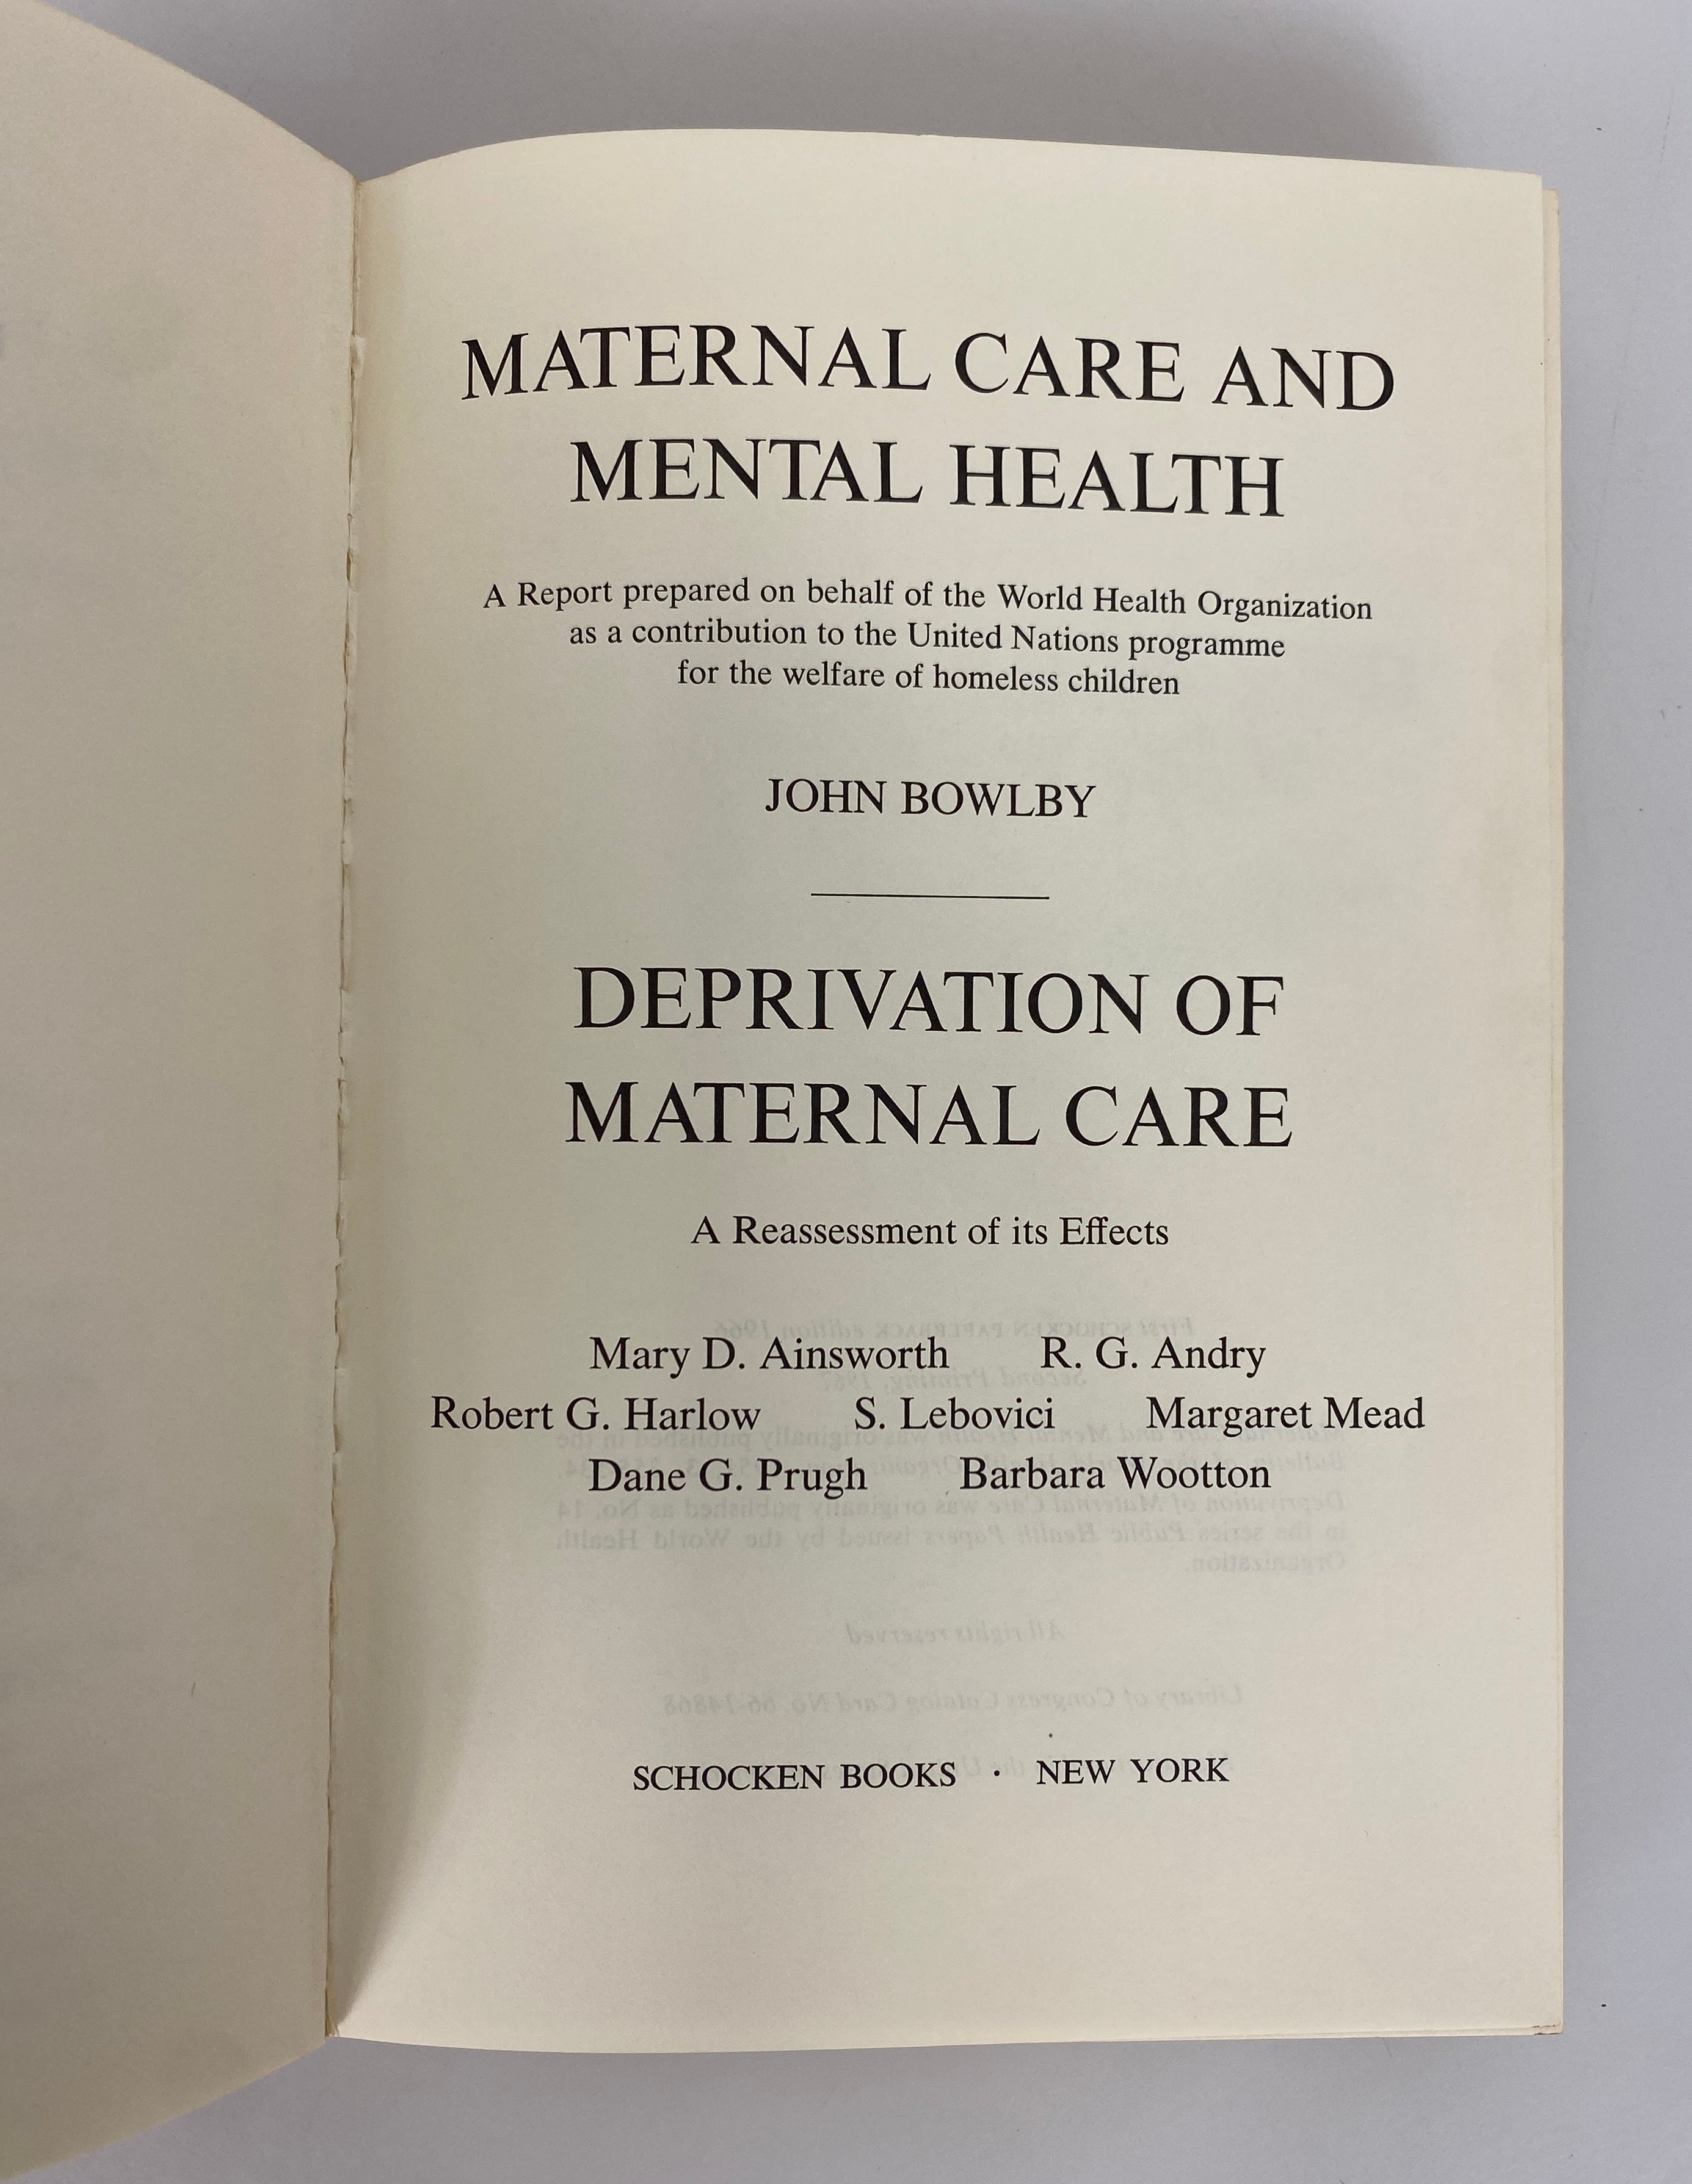 MATERNAL CARE AND
MENTAL HEALTH
A Report prepared on behalf of the World Health Organization
as a contribution to the United Nations programme
for the welfare of homeless children
JOHN BOWLBY
DEPRIVATION OF
MATERNAL CARE
A Reassessment of its Effects
Mary D. Ainsworth R. G. Andry
Robert G. Harlow S. Lebovici Margaret Mead
Dane G. Prugh Barbara Wootton
SCHOCKEN BOOKS · NEW YORK